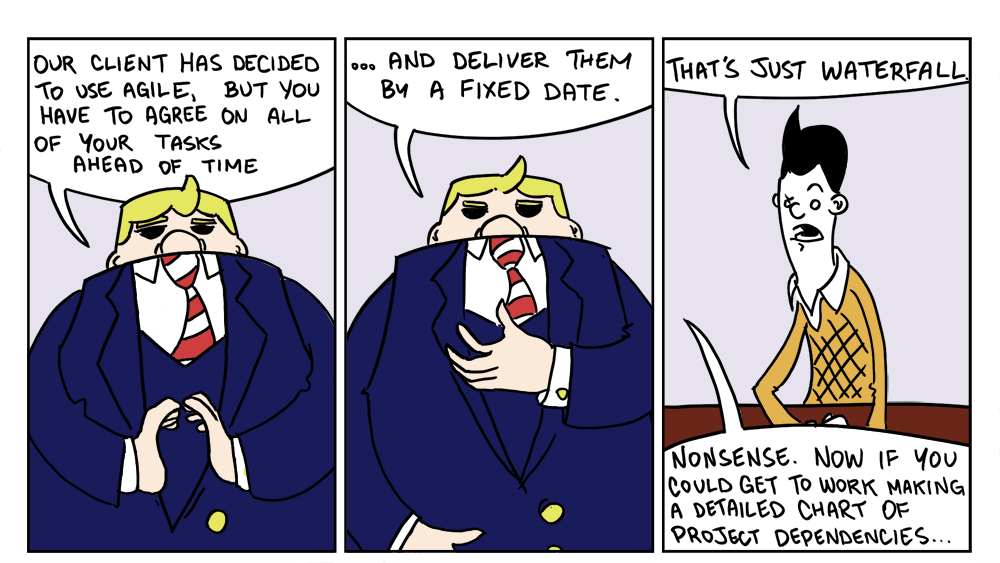 OUR CLIENT HAS DECIDED
TO USE AGILE, BUT YOU
HAVE TO AGREE ON ALL
OF YOUR TASKS
AHEAD OF TIME
... AND DELIVER THEM
BY A FIXED DATE.
THAT'S JUST WATERFALL.
NONSENSE. NOW IF YOU
COULD GET TO WORK MAKING
A DETAILED CHART OF
PROJECT DEPENDENCIES...